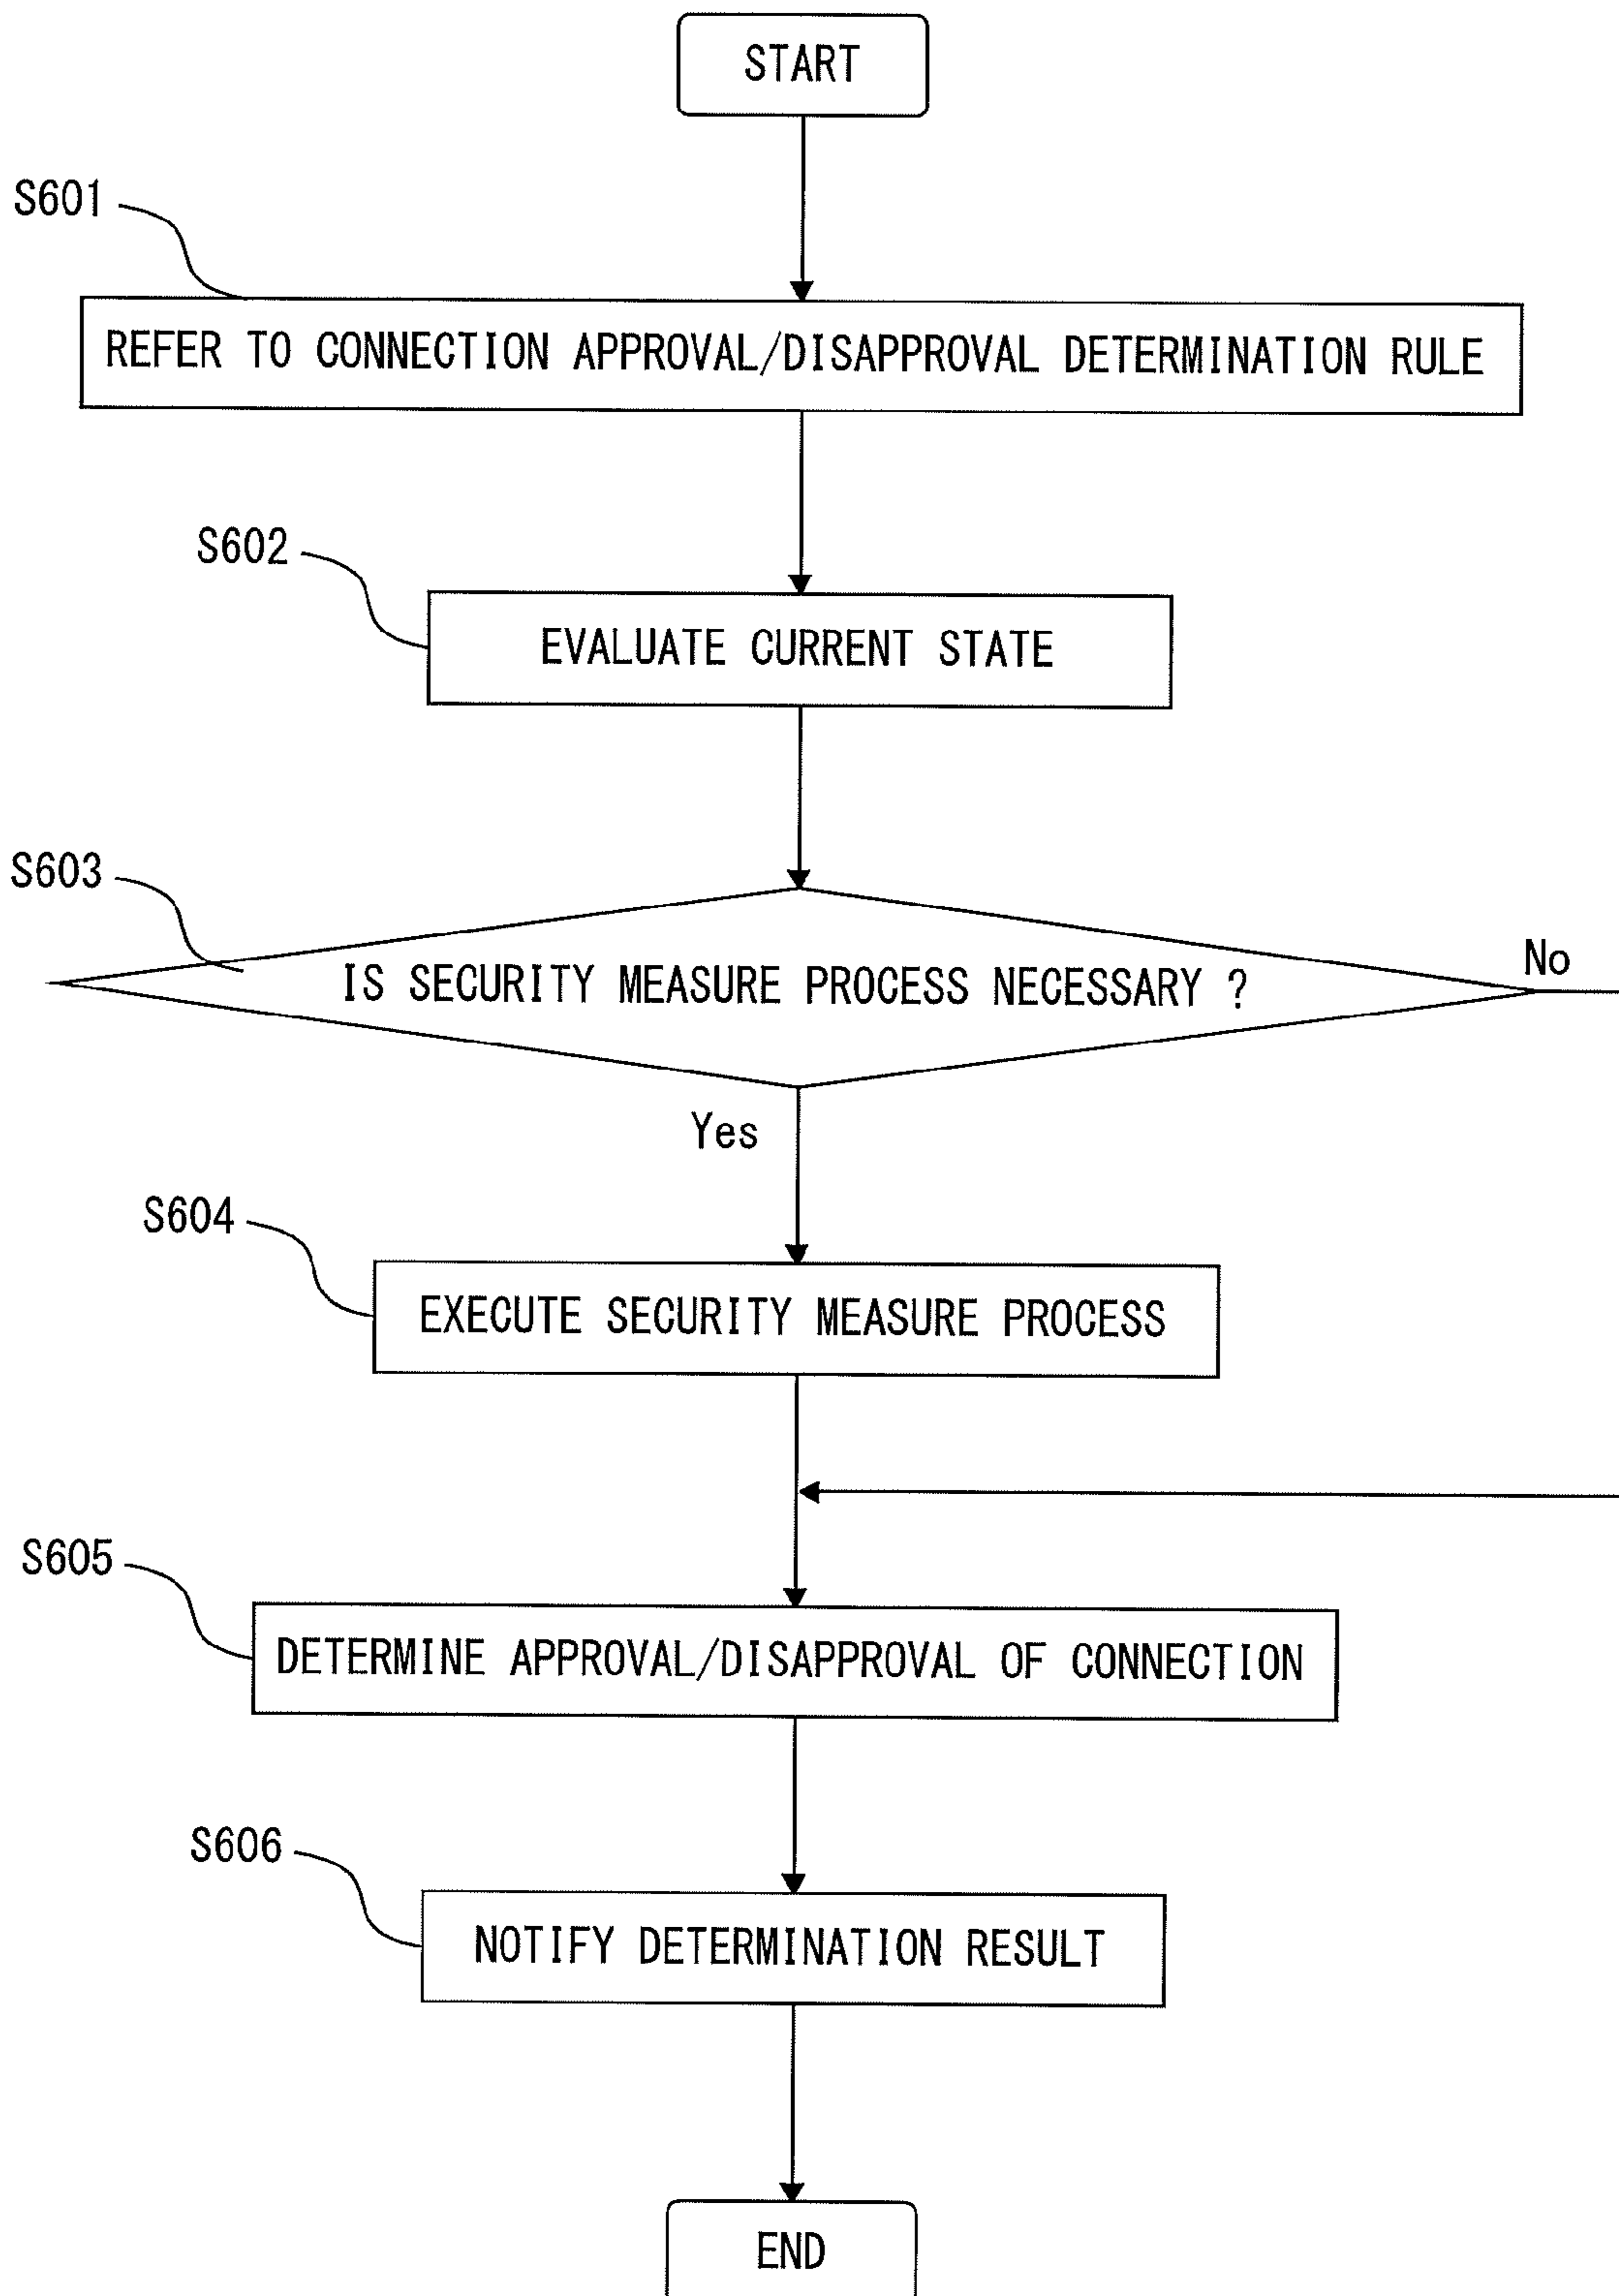 START
S601
REFER TO CONNECTION APPROVAL/DISAPPROVAL DETERMINATION RULE
S602
EVALUATE CURRENT STATE
S603
IS SECURITY MEASURE PROCESS NECESSARY ?
No
Yes
S604
EXECUTE SECURITY MEASURE PROCESS
S605
DETERMINE APPROVAL/DISAPPROVAL OF CONNECTION
S606
NOTIFY DETERMINATION RESULT
END